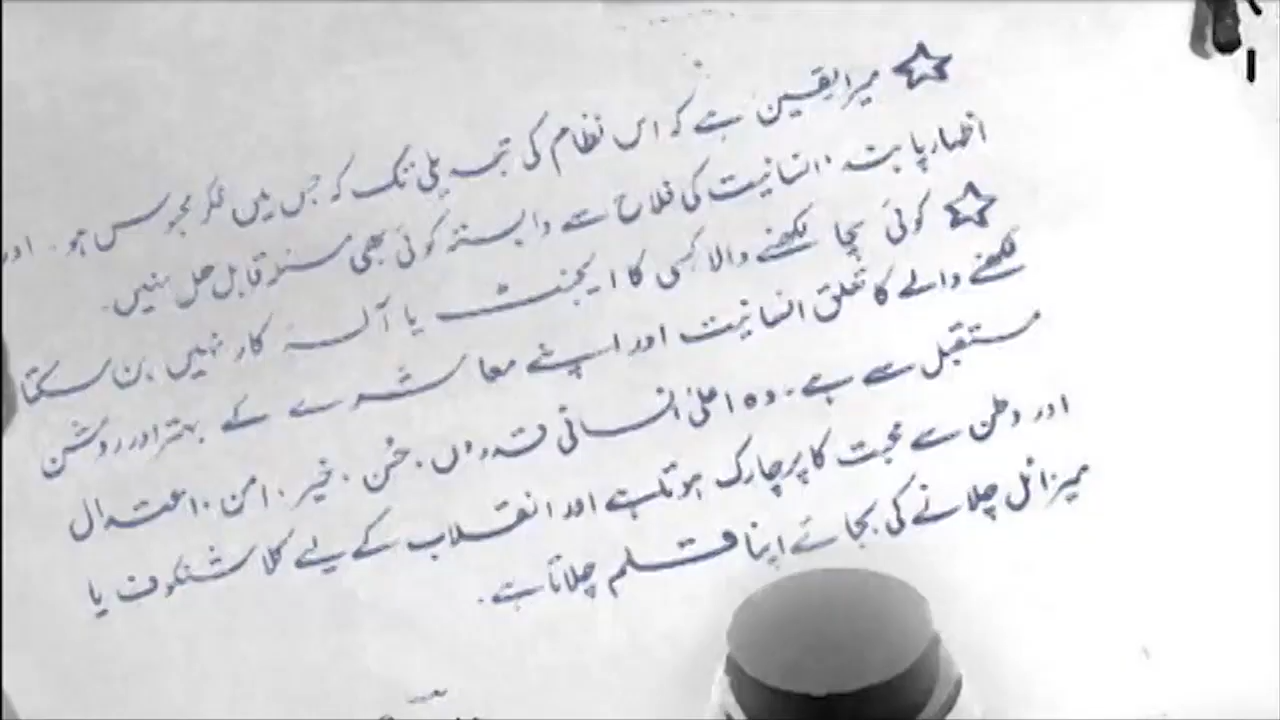 ☆ میرا یقین ہے کہ اس نظام کی تبدیلی تک کہ جس میں فکر محبوس ہو۔ اور
اظہار پابند، انسانیت کی فلاح سے وابستہ کوئی بھی مسئلہ قابل حل نہیں۔
☆ کوئی سچا لکھنے والا کسی کا ایجنٹ یا آلہ کار نہیں بن سکتا
لکھنے والے کا تعلق انسانیت اور اپنے معاشرے کے بہتر اور روشن
مستقبل سے ہے۔ وہ اعلیٰ انسانی قدروں، حُسن، خیر، امن، اعتدال
اور وطن سے محبت کا پرچارک ہوتا ہے اور انقلاب کے لیے کلاشنکوف یا
میزائل چلانے کی بجائے اپنا قلم چلاتا ہے۔